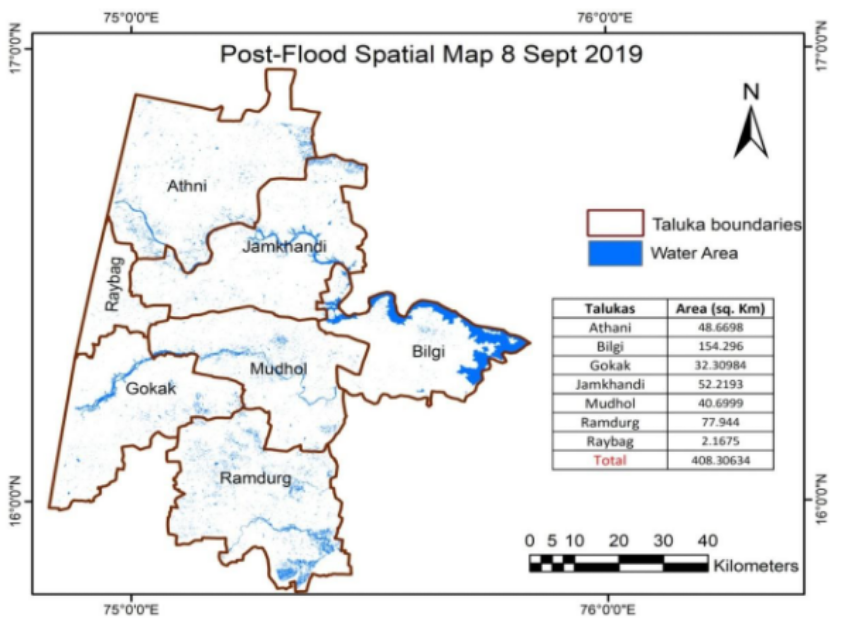 75°0'0"E 76°0'0"E
17°0'0"N 17°0'0"N
Post-Flood Spatial Map 8 Sept 2019
N
Athni
Taluka boundaries
Jamkhandi
Water Area
Raybag
Talukas Area (sq. Km)
Athani 48.6698
Bilgi 154.296
Gokak 32.30984
Jamkhandi 52.2193
Mudhol 40.6999
Ramdurg 77.944
Raybag 2.1675
Total 408.30634
Bilgi
Mudhol
Gokak
Ramdurg
16°0'0"N 16°0'0"N
0 5 10 20 30 40
Kilometers
75°0'0"E 76°0'0"E